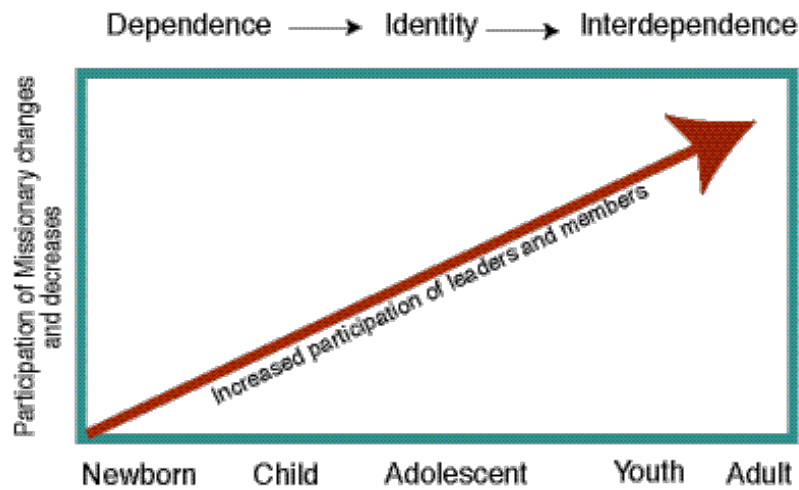 Dependence Identity Interdependence
Participation of Missionary changes
and decreases
Increased participation of leaders and members
Newborn Child Adolescent Youth Adult